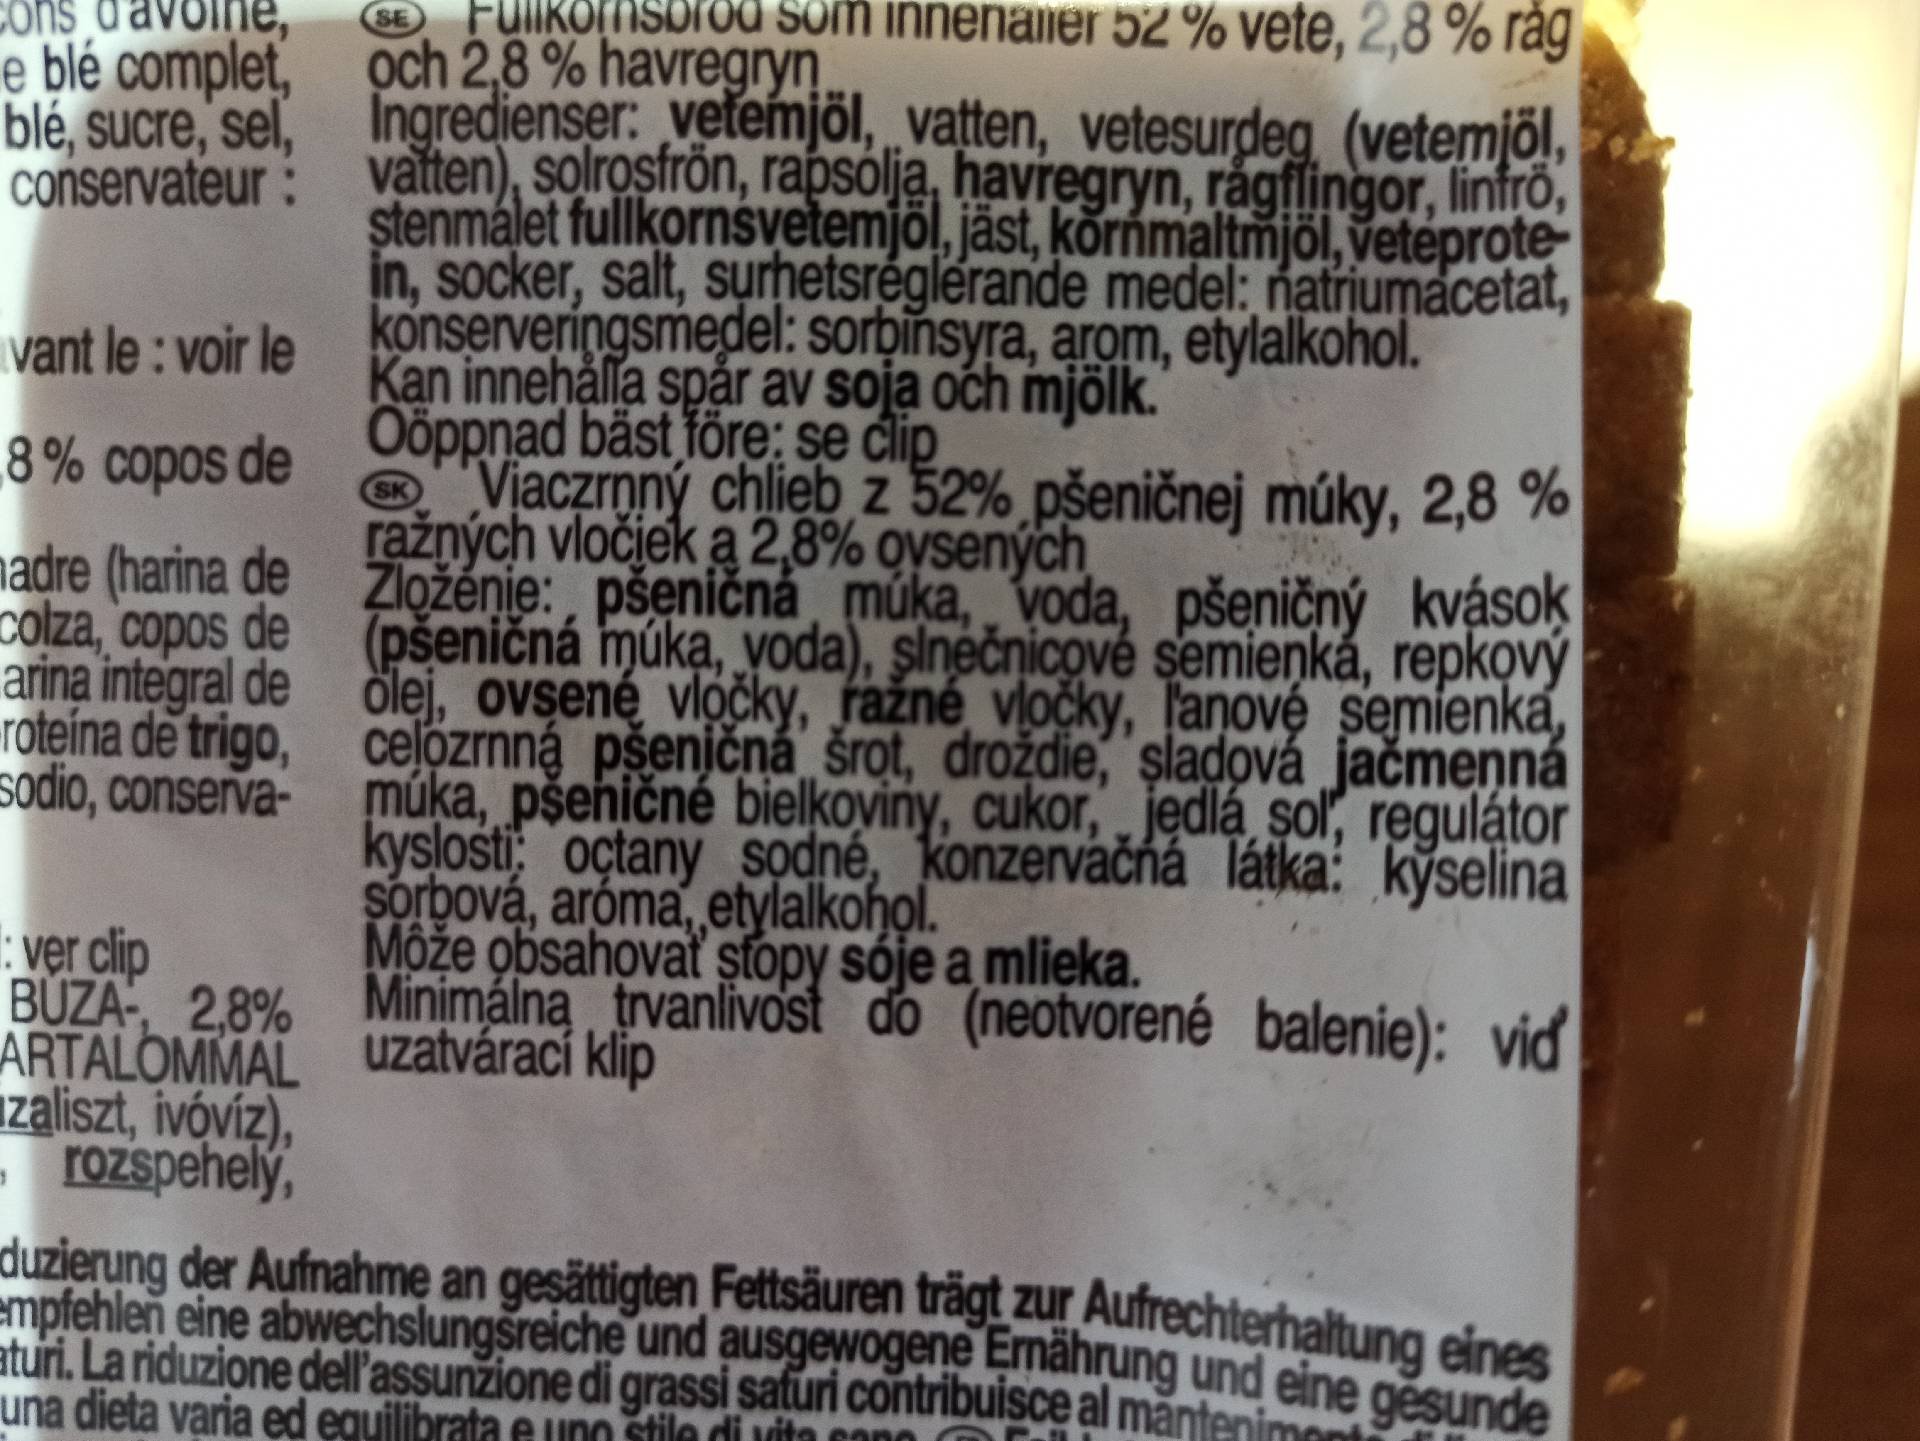 cons d'avoine,
e blé complet,
blé, sucre, sel,
conservateur :
vant le : voir le
,8 % copos de
madre (harina de
colza, copos de
arina integral de
roteína de trigo,
sodio, conserva-
: ver clip
BÚZA-, 2,8%
ARTALOMMAL
zaliszt, ivóvíz),
, rozspehely,
SE Fullkornsbröd som innehåller 52 % vete, 2,8 % råg
och 2,8 % havregryn
Ingredienser: vetemjöl, vatten, vetesurdeg (vetemjöl,
vatten), solrosfrön, rapsolja, havregryn, rågflingor, linfrö,
stenmalet fullkornsvetemjöl, jäst, kornmaltmjöl, veteprote-
in, socker, salt, surhetsreglerande medel: natriumacetat,
konserveringsmedel: sorbinsyra, arom, etylalkohol.
Kan innehålla spår av soja och mjölk.
Oöppnad bäst före: se clip
SK Viaczrnný chlieb z 52% pšeničnej múky, 2,8 %
ražných vločiek a 2,8% ovsených
Zloženie: pšeničná múka, voda, pšeničný kvások
(pšeničná múka, voda), slnečnicové semienka, repkový
olej, ovsené vločky, ražné vločky, ľanové semienka,
celozrnná pšeničná šrot, droždie, sladová jačmenná
múka, pšeničné bielkoviny, cukor, jedlá soľ, regulátor
kyslosti: octany sodné, konzervačná látka: kyselina
sorbová, aróma, etylalkohol.
Môže obsahovať stopy sóje a mlieka.
Minimálna trvanlivosť do (neotvorené balenie): viď
uzatvárací klip
duzierung der Aufnahme an gesättigten Fettsäuren trägt zur Aufrechterhaltung eines
empfehlen eine abwechslungsreiche und ausgewogene Ernährung und eine gesunde
aturi. La riduzione dell'assunzione di grassi saturi contribuisce al mantenimento
una dieta varia ed equilibrata e uno stile di vita sano